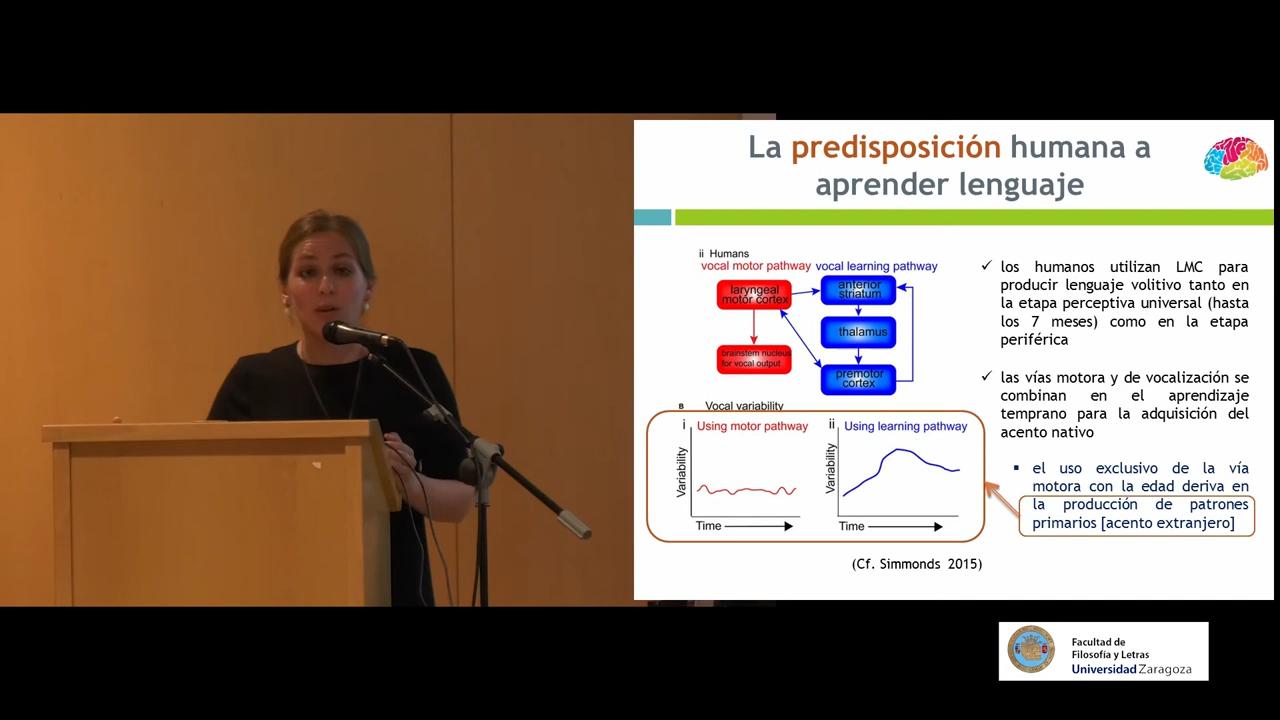 La predisposición humana a
aprender lenguaje
ii Humans
vocal motor pathway vocal learning pathway
laryngeal
motor cortex
anterior
striatum
thalamus
brainstem nucleus
for vocal output
premotor
cortex
B Vocal variability
i Using motor pathway
Variability
Time
ii Using learning pathway
Variability
Time
(Cf. Simmonds 2015)
✓ los humanos utilizan LMC para
producir lenguaje volitivo tanto en
la etapa perceptiva universal (hasta
los 7 meses) como en la etapa
periférica
✓ las vías motora y de vocalización se
combinan en el aprendizaje
temprano para la adquisición del
acento nativo
▪ el uso exclusivo de la vía
motora con la edad deriva en
la producción de patrones
primarios [acento extranjero]
Facultad de
Filosofía y Letras
Universidad Zaragoza